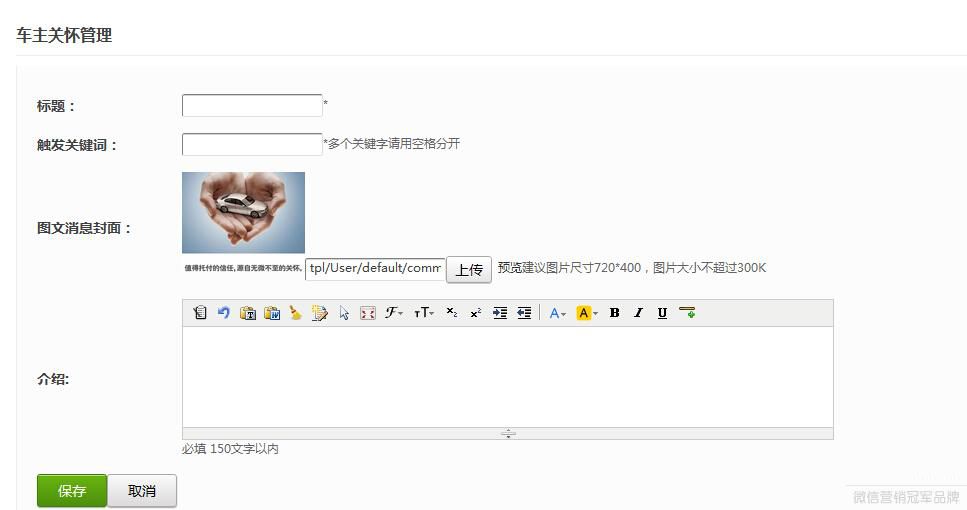 车主关怀管理
标题： *
触发关键词： *多个关键字请用空格分开
图文消息封面：
值得托付的信任,源自无微不至的关怀.
tpl/User/default/comm 上传 预览建议图片尺寸720*400，图片大小不超过300K
介绍:
必填 150文字以内
保存 取消
微信营销冠军品牌